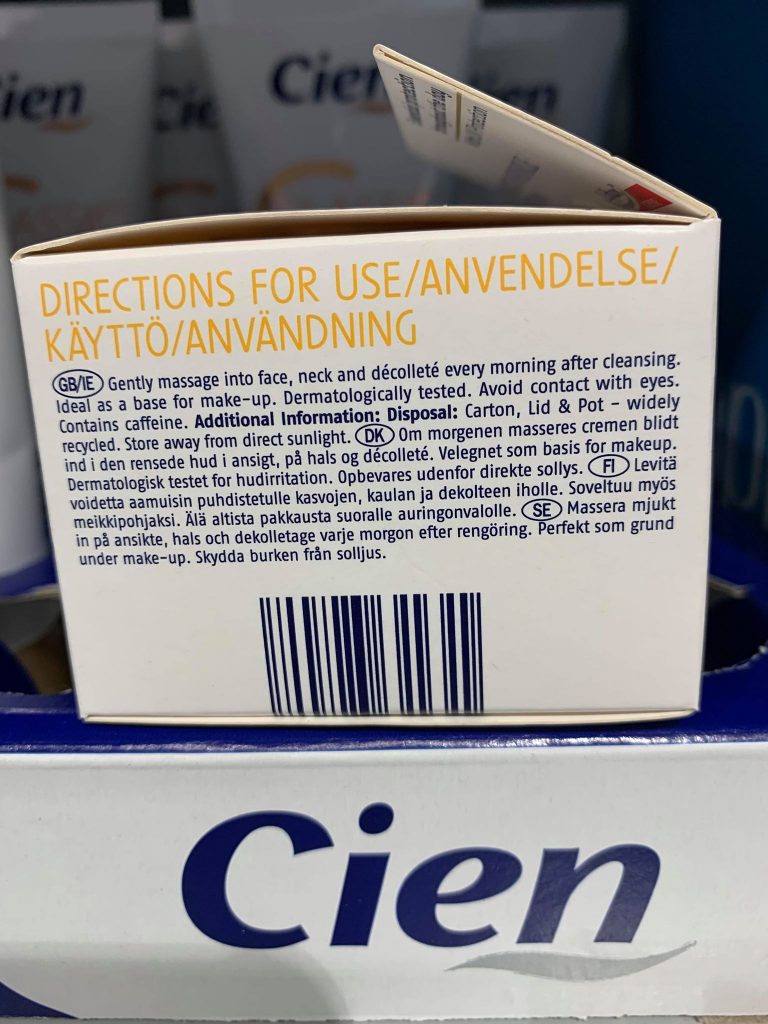 ien
Cie
Cien
en
DIRECTIONS FOR USE/ANVENDELSE/
KÄYTTÖ/ANVÄNDNING
GB/IE Gently massage into face, neck and décolleté every morning after cleansing.
Ideal as a base for make-up. Dermatologically tested. Avoid contact with eyes.
Contains caffeine. Additional Information: Disposal: Carton, Lid & Pot – widely
recycled. Store away from direct sunlight. DK Om morgenen masseres cremen blidt
ind i den rensede hud i ansigt, på hals og décolleté. Velegnet som basis for makeup.
Dermatologisk testet for hudirritation. Opbevares udenfor direkte sollys. FI Levitä
voidetta aamuisin puhdistetulle kasvojen, kaulan ja dekolteen iholle. Soveltuu myös
meikkipohjaksi. Älä altista pakkausta suoralle auringonvalolle. SE Massera mjukt
in på ansikte, hals och dekolletage varje morgon efter rengöring. Perfekt som grund
under make-up. Skydda burken från solljus.
Cien